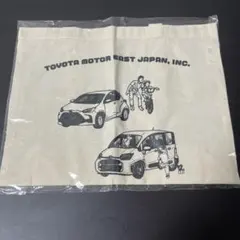 TOYOTA MOTOR EAST JAPAN, INC.